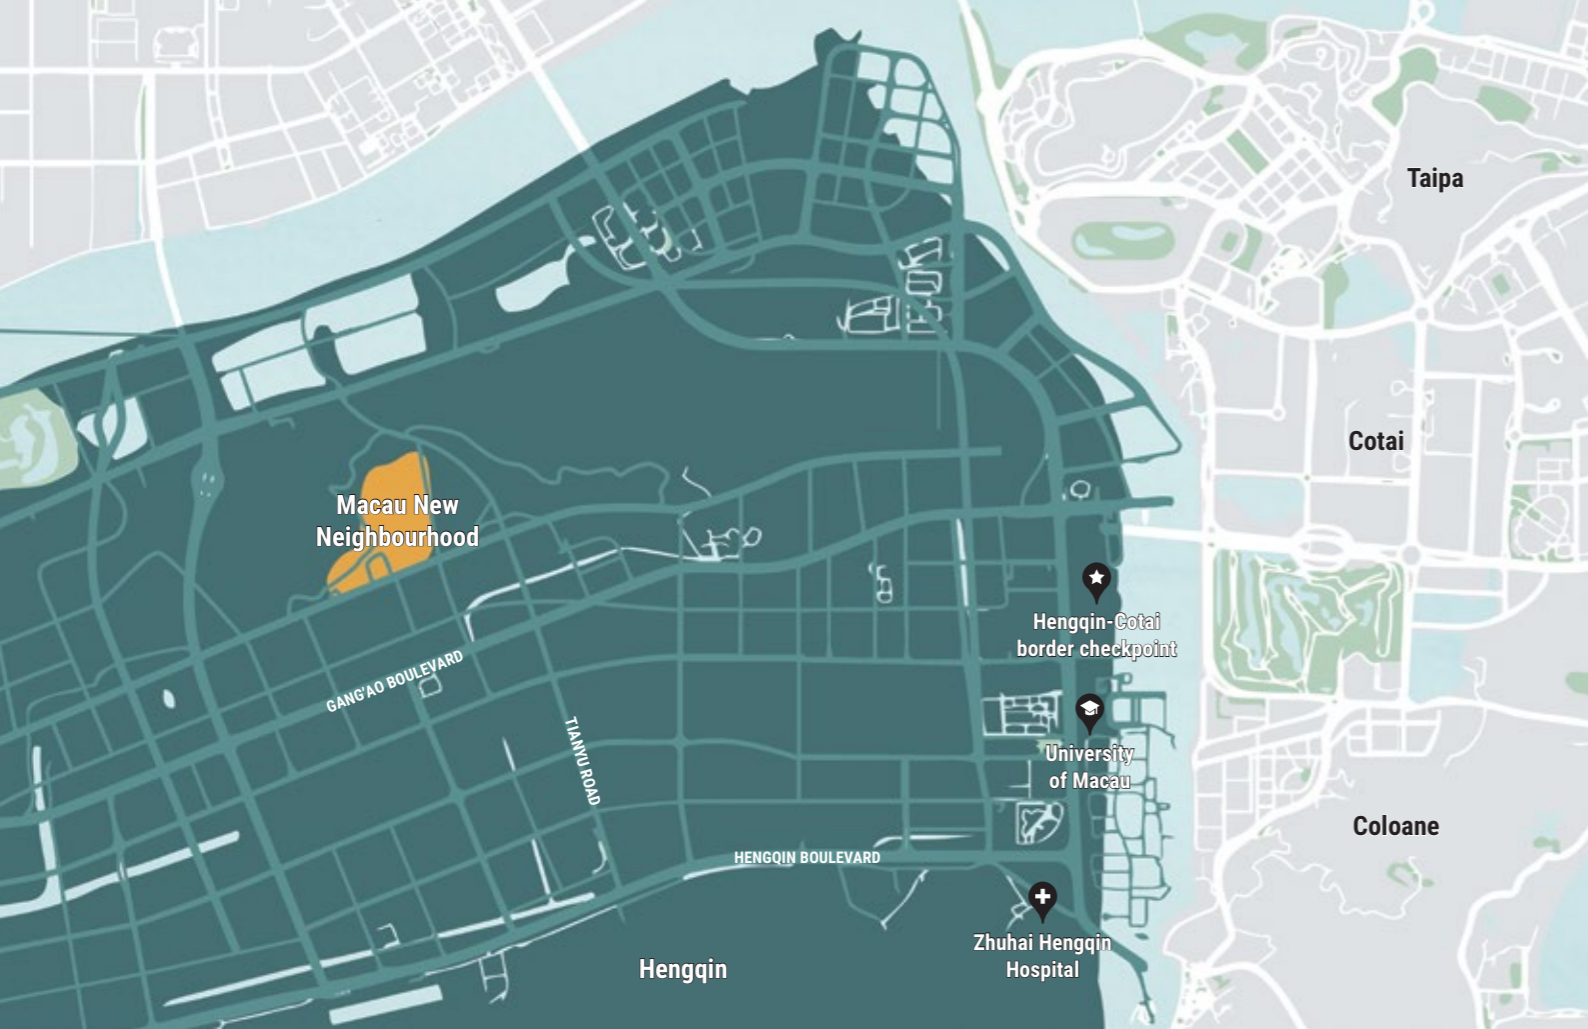 Taipa
Cotai
Macau New
Neighbourhood
Hengqin-Cotai
border checkpoint
GANG'AO BOULEVARD
TIANYU ROAD
University
of Macau
Coloane
HENGQIN BOULEVARD
Zhuhai Hengqin
Hospital
Hengqin